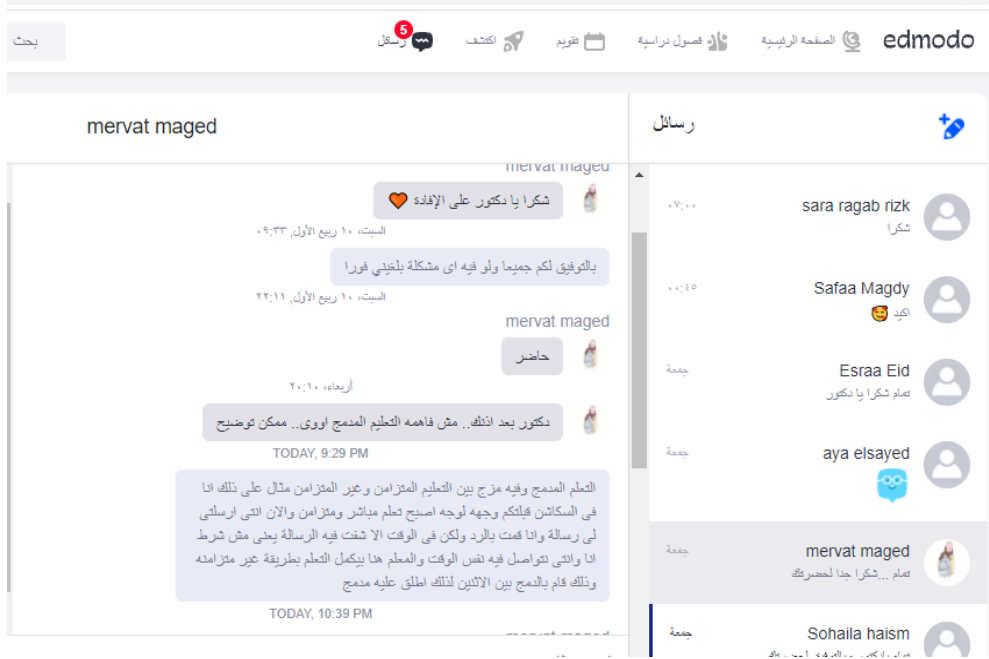 edmodo
الصفحة الرئيسية
فصول دراسية
تقويم
اكتشف
رسائل
5
بحث
رسائل
sara ragab rizk
٠٧:٠٠
شكرا
Safaa Magdy
٠٠:٤٥
اكيد 🥰
Esraa Eid
جمعة
تمام شكرا يا دكتور
aya elsayed
جمعة
mervat maged
جمعة
تمام ...شكرا جدا لحضرتك
Sohaila haism
جمعة
mervat maged
mervat maged
شكرا يا دكتور على الإفادة 🧡
السبت، ١٠ ربيع الأول, ٠٩:٣٣
بالتوفيق لكم جميعا ولو فيه اى مشكلة بلغيني فورا
السبت، ١٠ ربيع الأول, ٢٢:١١
mervat maged
حاضر
أربعاء، ٢٠:١٠
دكتور بعد اذنك.. مش فاهمه التعليم المدمج اووى.. ممكن توضيح
TODAY, 9:29 PM
التعلم المدمج وفيه مزج بين التعليم المتزامن وغير المتزامن مثال على ذلك انا
فى السكاشن قبلتكم وجهه لوجه اصبح تعلم مباشر ومتزامن والان انتى ارسلتى
لى رسالة وانا قمت بالرد ولكن فى الوقت الا شفت فيه الرسالة يعنى مش شرط
انا وانتى نتواصل فيه نفس الوقت والمعلم هنا بيكمل التعلم بطريقة غير متزامنه
وذلك قام بالدمج بين الاثنين لذلك اطلق عليه مدمج
TODAY, 10:39 PM